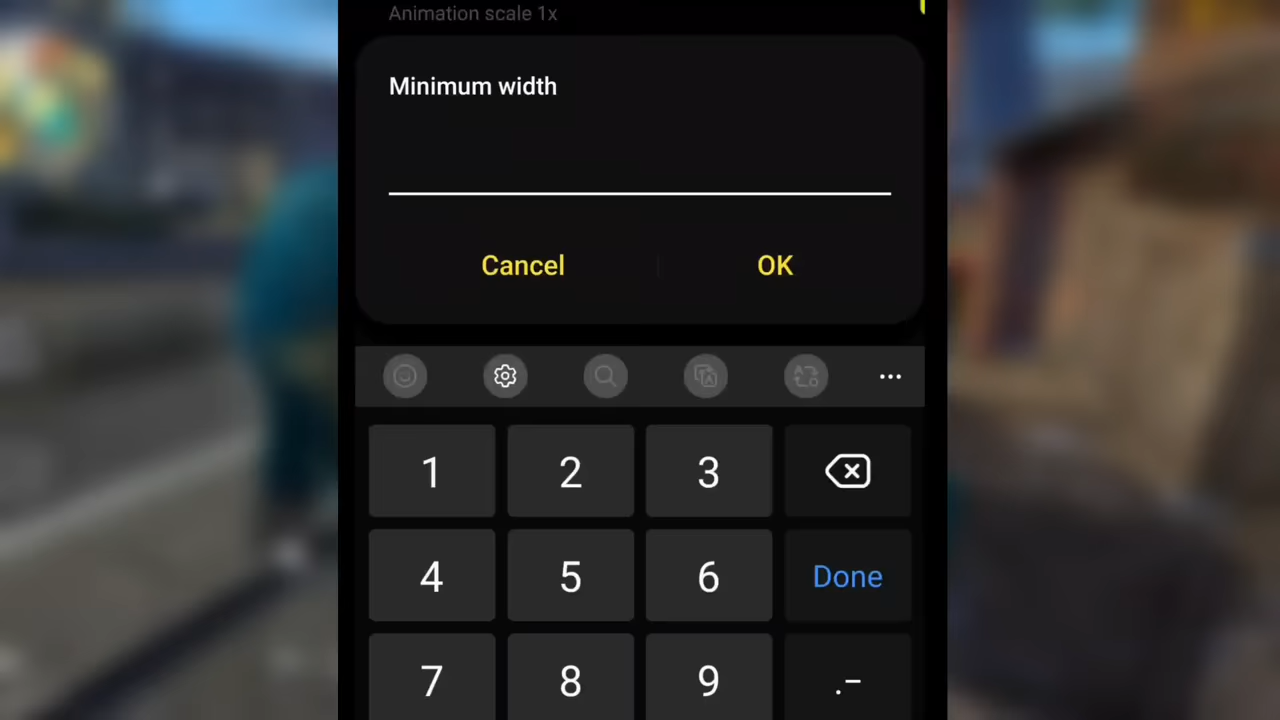 Animation scale 1x
Minimum width
Cancel OK
1 2 3
4 5 6 Done
7 8 9 .-